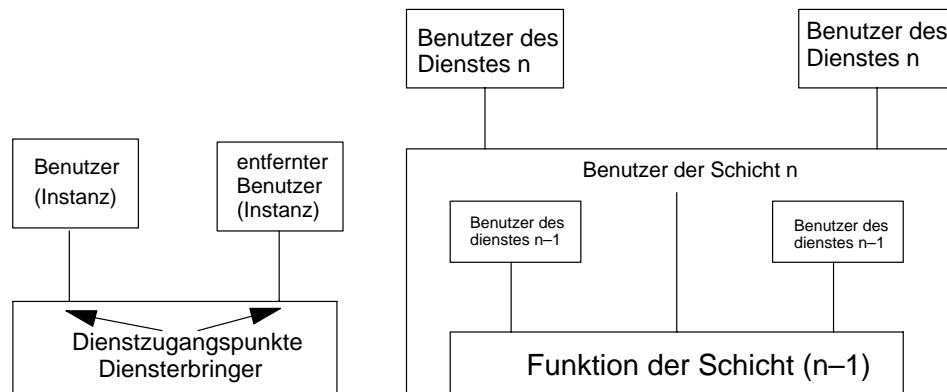 Benutzer
(Instanz)
entfernter
Benutzer
(Instanz)
Dienstzugangspunkte
Diensterbringer
Benutzer des
Dienstes n
Benutzer des
Dienstes n
Benutzer der Schicht n
Benutzer des
dienstes n–1
Benutzer des
dienstes n–1
Funktion der Schicht (n–1)